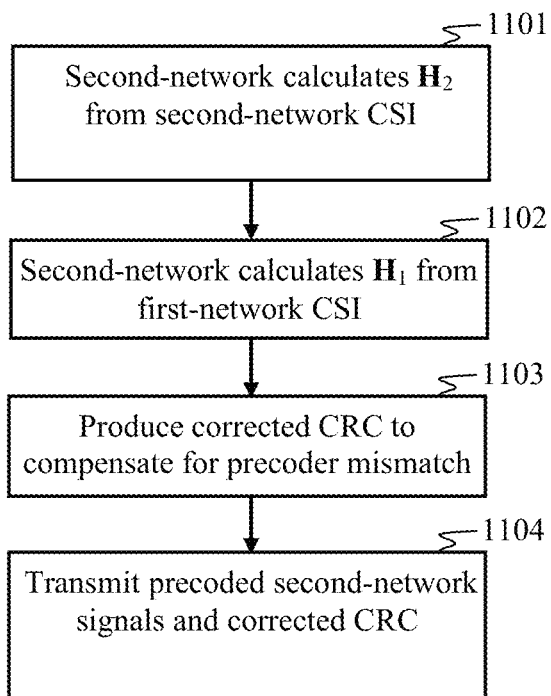 1101
Second-network calculates H₂
from second-network CSI
1102
Second-network calculates H₁ from
first-network CSI
1103
Produce corrected CRC to
compensate for precoder mismatch
1104
Transmit precoded second-network
signals and corrected CRC